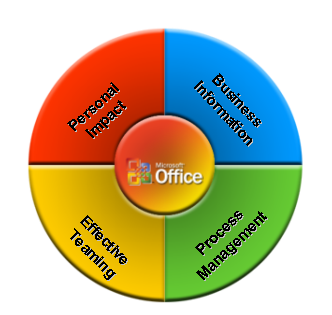 Personal
Impact
Business
Information
Microsoft
Office
Effective
Teaming
Process
Management